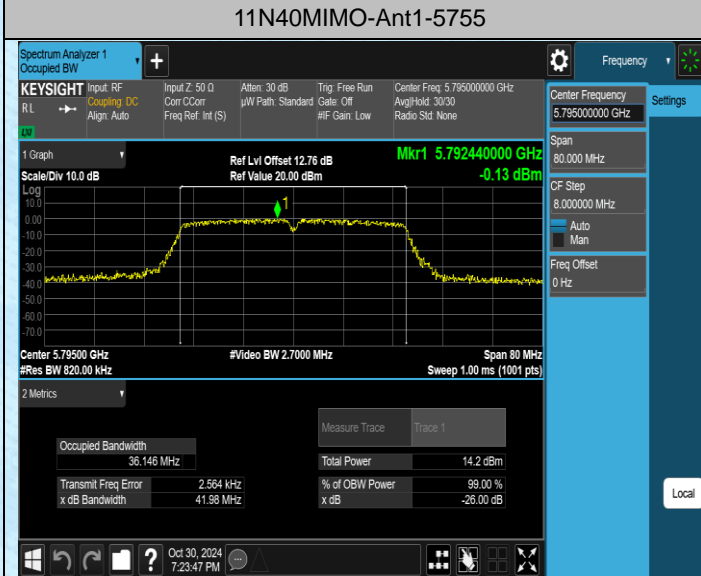 11N40MIMO-Ant1-5755
Spectrum Analyzer 1
Occupied BW
+
Frequency
KEYSIGHT
RL
Input: RF
Coupling: DC
Align: Auto
Input Z: 50 Ω
Corr CCorr
Freq Ref: Int (S)
Atten: 30 dB
µW Path: Standard
Trig: Free Run
Gate: Off
#IF Gain: Low
Center Freq: 5.795000000 GHz
Avg|Hold: 30/30
Radio Std: None
LXI
Center Frequency
5.795000000 GHz
Settings
Span
80.000 MHz
CF Step
8.000000 MHz
Auto
Man
Freq Offset
0 Hz
1 Graph
Ref Lvl Offset 12.76 dB
Mkr1 5.792440000 GHz
Scale/Div 10.0 dB
Ref Value 20.00 dBm
-0.13 dBm
Log
10.0
0.00
-10.0
-20.0
-30.0
-40.0
-50.0
-60.0
-70.0
1
Center 5.79500 GHz
#Video BW 2.7000 MHz
Span 80 MHz
#Res BW 820.00 kHz
Sweep 1.00 ms (1001 pts)
2 Metrics
Measure Trace
Trace 1
Occupied Bandwidth
36.146 MHz
Total Power
14.2 dBm
Transmit Freq Error
2.564 kHz
% of OBW Power
99.00 %
x dB Bandwidth
41.98 MHz
x dB
-26.00 dB
Local
?
Oct 30, 2024
7:23:47 PM